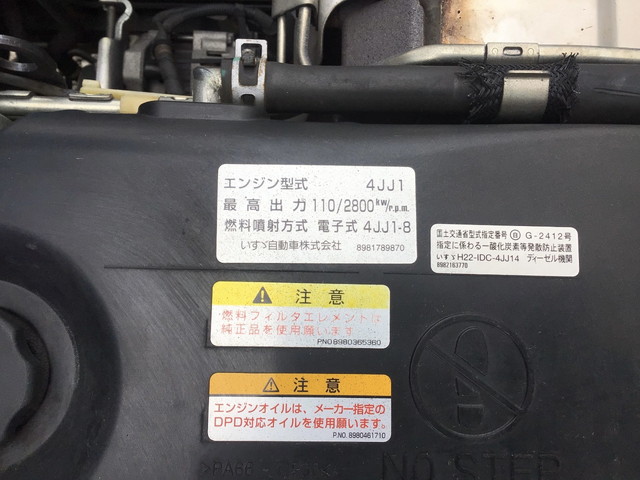 エンジン型式 4JJ1
最高出力 110/2800kW/r.p.m.
燃料噴射方式 電子式 4JJ1-8
いすゞ自動車株式会社 8981789870
国土交通省型式指定番号 Ⓑ G-2412号
指定に係わる一酸化炭素等発散防止装置
いすゞH22-IDC-4JJ14 ディーゼル機関
8982163770
注意
燃料フィルタエレメントは
純正品を使用願います
PNO8980365360
注意
エンジンオイルは、メーカー指定の
DPD対応オイルを使用願います。
P.NO. 8980461710
NO STEP